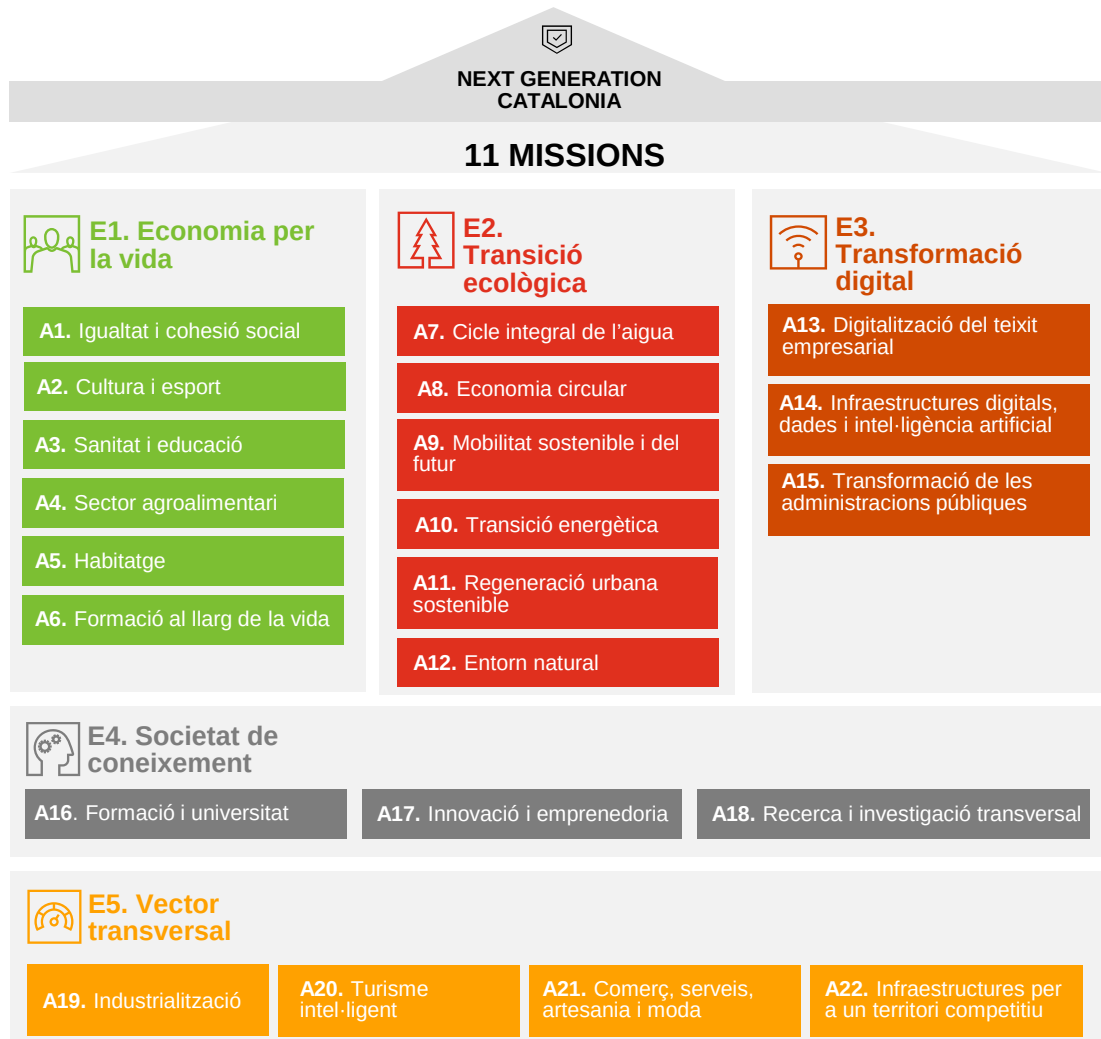 NEXT GENERATION
CATALONIA
11 MISSIONS
E1. Economia per
la vida
A1. Igualtat i cohesió social
A2. Cultura i esport
A3. Sanitat i educació
A4. Sector agroalimentari
A5. Habitatge
A6. Formació al llarg de la vida
E2.
Transició
ecològica
A7. Cicle integral de l’aigua
A8. Economia circular
A9. Mobilitat sostenible i del
futur
A10. Transició energètica
A11. Regeneració urbana
sostenible
A12. Entorn natural
E3.
Transformació
digital
A13. Digitalització del teixit
empresarial
A14. Infraestructures digitals,
dades i intel·ligència artificial
A15. Transformació de les
administracions públiques
E4. Societat de
coneixement
A16. Formació i universitat
A17. Innovació i emprenedoria
A18. Recerca i investigació transversal
E5. Vector
transversal
A19. Industrialització
A20. Turisme
intel·ligent
A21. Comerç, serveis,
artesania i moda
A22. Infraestructures per
a un territori competitiu